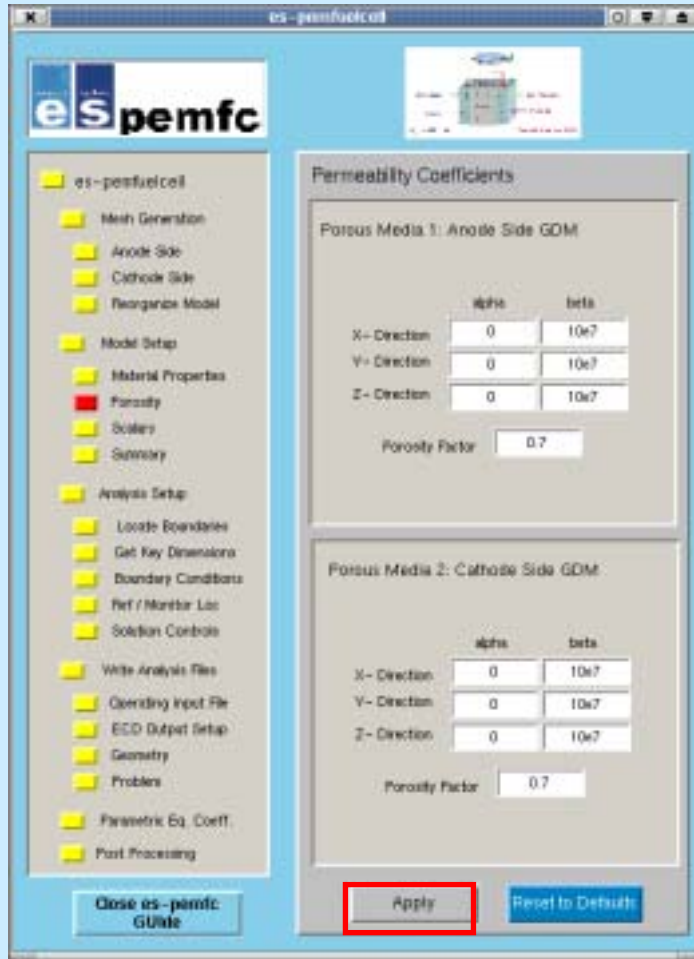 es-pemfuelcell
es pemfc
es-pemfuelcell
Mesh Generation
Anode Side
Cathode Side
Reorganize Model
Model Setup
Material Properties
Porosity
Scalars
Summary
Analysis Setup
Locate Boundaries
Get Key Dimensions
Boundary Conditions
Ref / Monitor Loc
Solution Controls
Write Analysis Files
Operating Input File
ECD Output Setup
Geometry
Problem
Parametric Eq. Coeff.
Post Processing
Close es-pemfc
GUIde
Permeability Coefficients
Porous Media 1: Anode Side GDM
alpha beta
X- Direction 0 10e7
Y- Direction 0 10e7
Z- Direction 0 10e7
Porosity Factor 0.7
Porous Media 2: Cathode Side GDM
alpha beta
X- Direction 0 10e7
Y- Direction 0 10e7
Z- Direction 0 10e7
Porosity Factor 0.7
Apply
Reset to Defaults